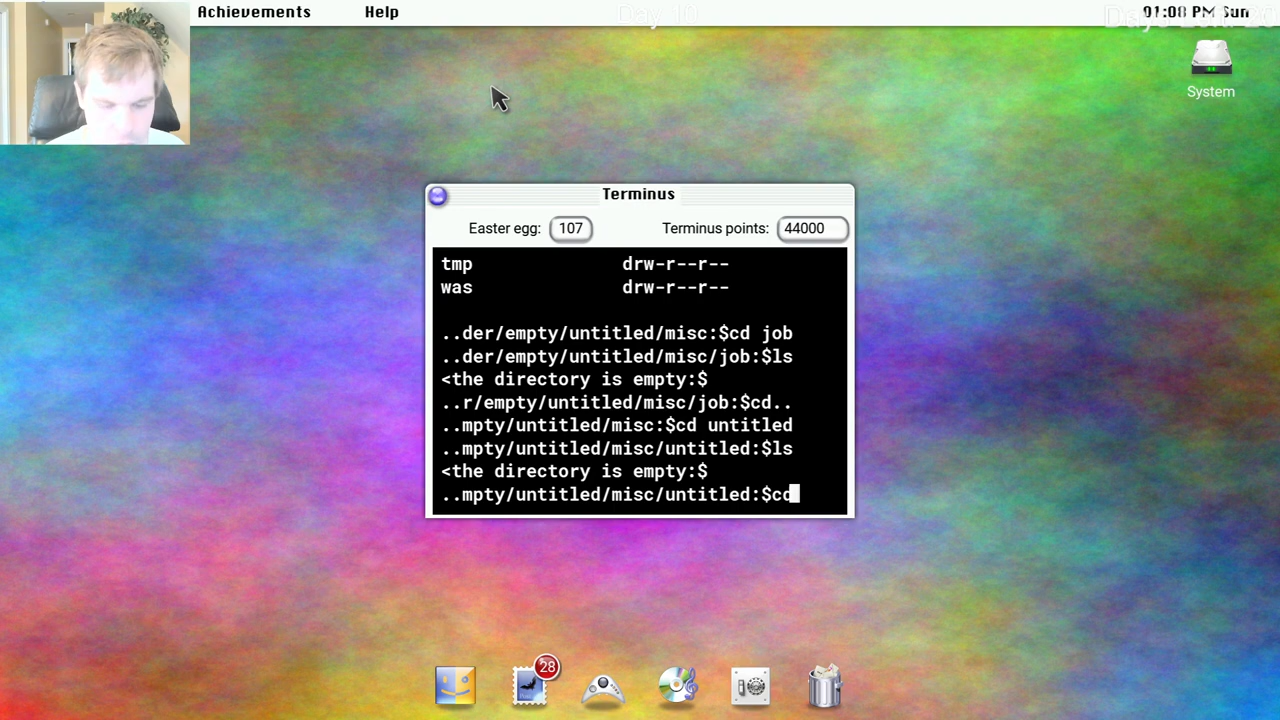 Achievements Help Day 10 01:08 PM Sun
System
Terminus
Easter egg: 107 Terminus points: 44000
tmp drw-r--r--
was drw-r--r--
..der/empty/untitled/misc:$cd job
..der/empty/untitled/misc/job:$ls
<the directory is empty:$
..r/empty/untitled/misc/job:$cd..
..mpty/untitled/misc:$cd untitled
..mpty/untitled/misc/untitled:$ls
<the directory is empty:$
..mpty/untitled/misc/untitled:$cd
28